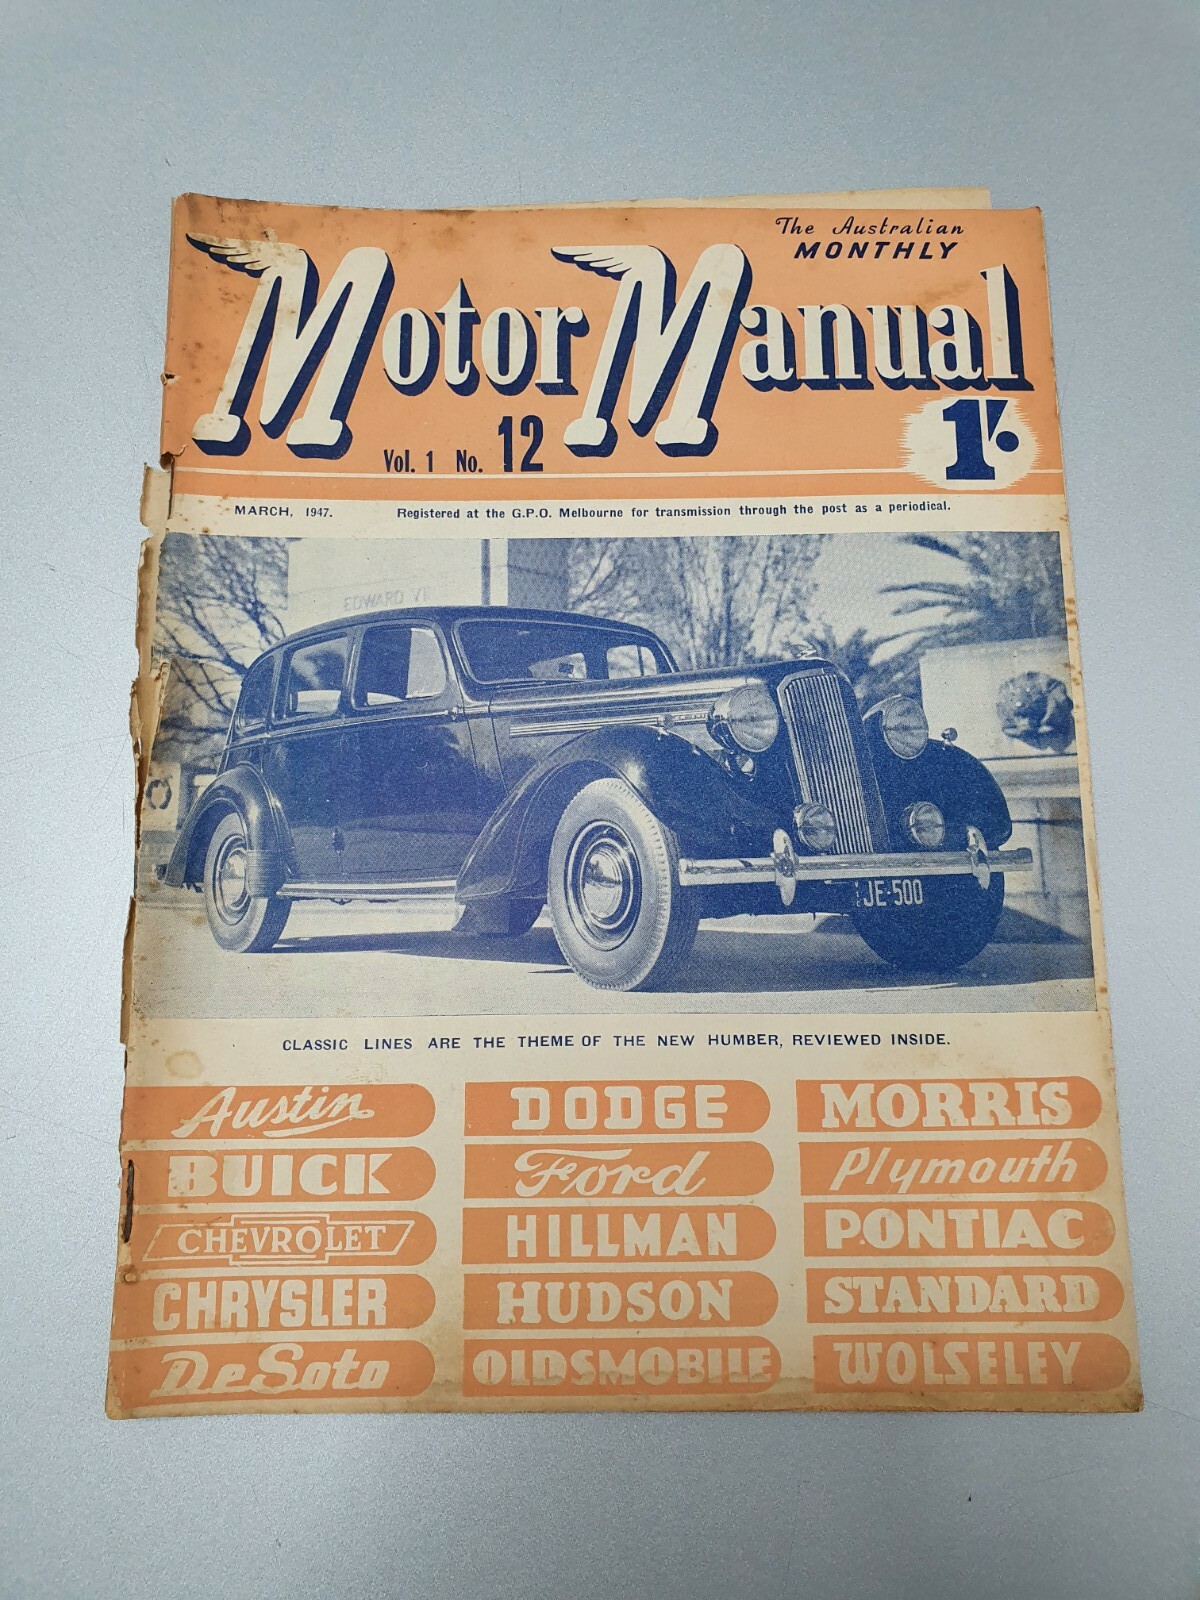 The Australian
MONTHLY
Motor Manual
Vol. 1 No. 12
1/-
MARCH, 1947. Registered at the G.P.O. Melbourne for transmission through the post as a periodical.
EDWARD VII
JE·500
CLASSIC LINES ARE THE THEME OF THE NEW HUMBER, REVIEWED INSIDE.
Austin DODGE MORRIS
BUICK Ford Plymouth
CHEVROLET HILLMAN PONTIAC
CHRYSLER HUDSON STANDARD
DeSoto OLDSMOBILE WOLSELEY